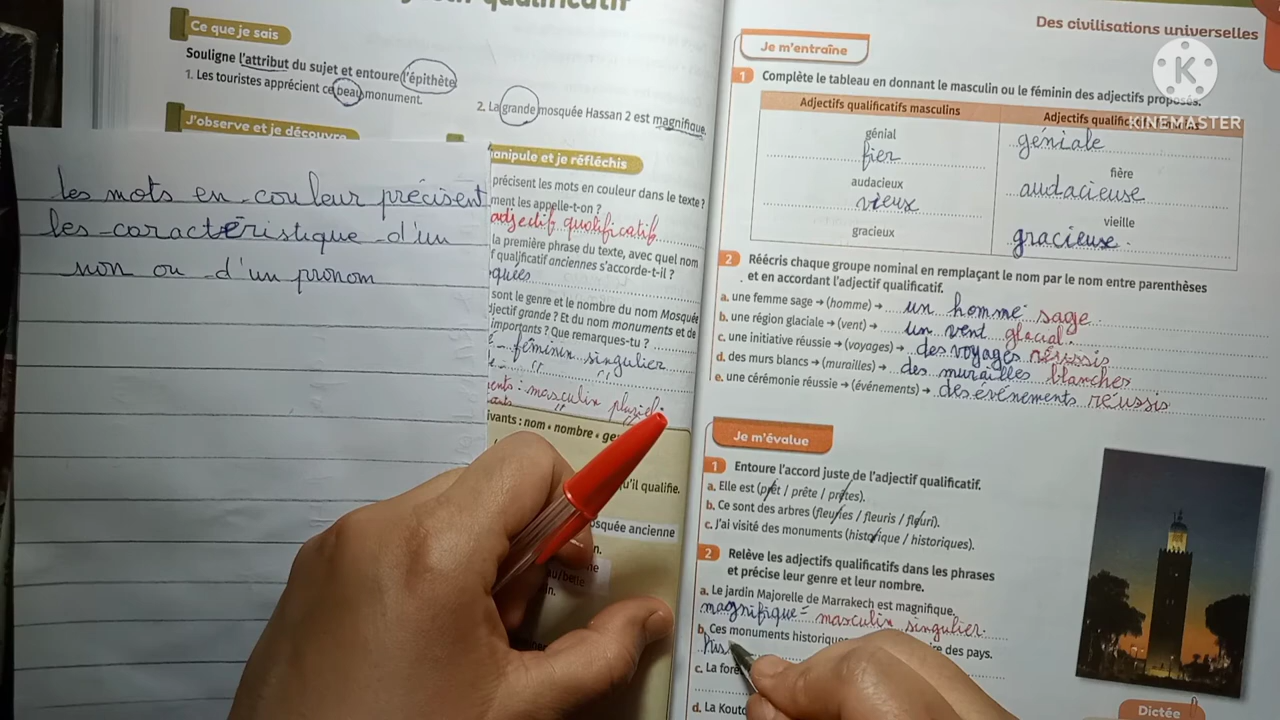 qualificatif
Ce que je sais
Souligne l'attribut du sujet et entoure l'épithète
1. Les touristes apprécient ce beau monument.
2. La grande mosquée Hassan 2 est magnifique.
J'observe et je découvre
les mots en couleur précisent
les caractéristique d'un
non ou d'un pronom
manipule et je réfléchis
précisent les mots en couleur dans le texte ?
ment les appelle-t-on ?
adjectif qualificatif
la première phrase du texte, avec quel nom
f qualificatif anciennes s'accorde-t-il ?
quées
sont le genre et le nombre du nom Mosquée
djectif grande ? Et du nom monuments et de
importants ? Que remarques-tu ?
féminin singulier
: masculin pluriel
ivants : nom • nombre • ge
qu'il qualifie.
osquée ancienne
au/belle
Des civilisations universelles
Je m'entraîne
1 Complète le tableau en donnant le masculin ou le féminin des adjectifs proposés.
Adjectifs qualificatifs masculins
Adjectifs
K
KINEMASTER
génial
géniale
fier
fière
audacieux
audacieuse
vieux
vieille
gracieux
gracieuse.
2 Réécris chaque groupe nominal en remplaçant le nom par le nom entre parenthèses
et en accordant l'adjectif qualificatif.
a. une femme sage → (homme) → un homme sage
b. une région glaciale → (vent) → un vent glacial.
c. une initiative réussie → (voyages) → des voyages réussis
d. des murs blancs → (murailles) → des murailles blanches
e. une cérémonie réussie → (événements) → des événements réussis
Je m'évalue
1 Entoure l'accord juste de l'adjectif qualificatif.
a. Elle est (prêt / prête / prêtes).
b. Ce sont des arbres (fleuries / fleuris / fleuri).
c. J'ai visité des monuments (historique / historiques).
2 Relève les adjectifs qualificatifs dans les phrases
et précise leur genre et leur nombre.
a. Le jardin Majorelle de Marrakech est magnifique.
magnifique = masculin singulier.
b. Ces monuments des pays.
his
c. La
d. La
Dictée